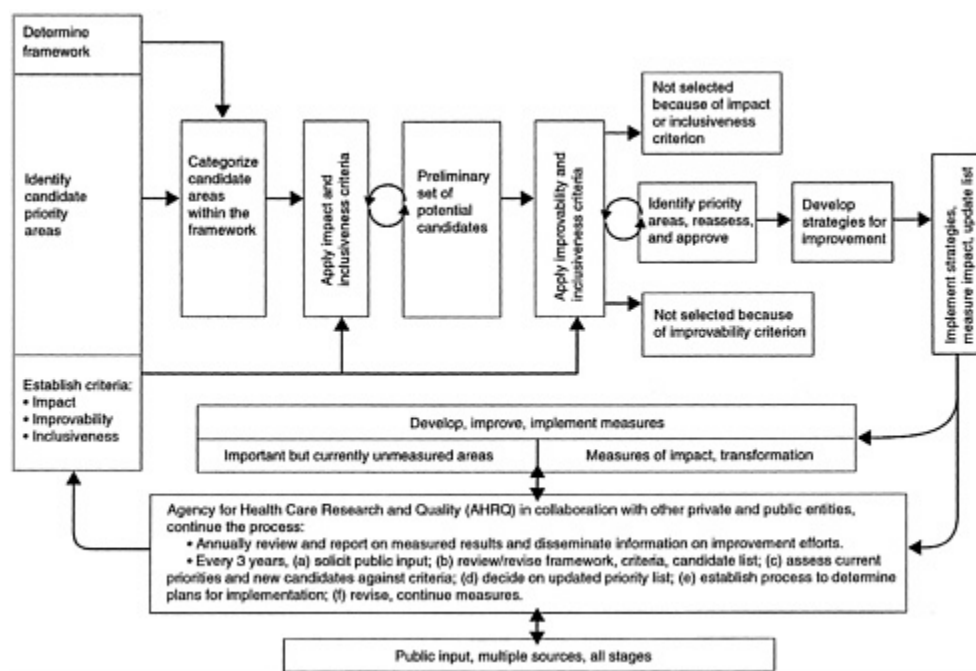 Determine
framework
Identify
candidate
priority
areas
Establish criteria:
• Impact
• Improvability
• Inclusiveness
Categorize
candidate
areas
within the
framework
Apply impact and
inclusiveness criteria
Preliminary
set of
potential
candidates
Apply improvability and
inclusiveness criteria
Not selected
because of impact
or inclusiveness
criterion
Identify priority
areas, reassess,
and approve
Not selected because
of improvability criterion
Develop
strategies for
improvement
Implement strategies,
measure impact, update list
Develop, improve, implement measures
Important but currently unmeasured areas
Measures of impact, transformation
Agency for Health Care Research and Quality (AHRQ) in collaboration with other private and public entities,
continue the process:
• Annually review and report on measured results and disseminate information on improvement efforts.
• Every 3 years, (a) solicit public input; (b) review/revise framework, criteria, candidate list; (c) assess current
priorities and new candidates against criteria; (d) decide on updated priority list; (e) establish process to determine
plans for implementation; (f) revise, continue measures.
Public input, multiple sources, all stages